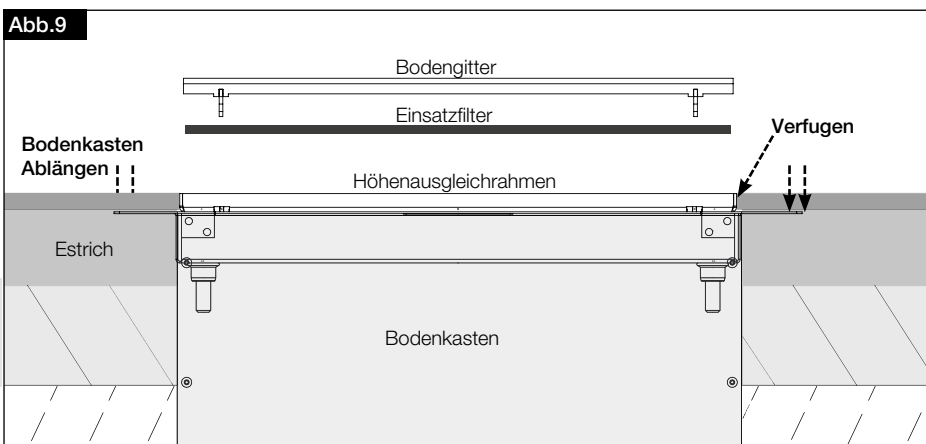 Abb.9
Bodengitter
Einsatzfilter
Verfugen
Bodenkasten
Ablängen
Höhenausgleichrahmen
Estrich
Bodenkasten